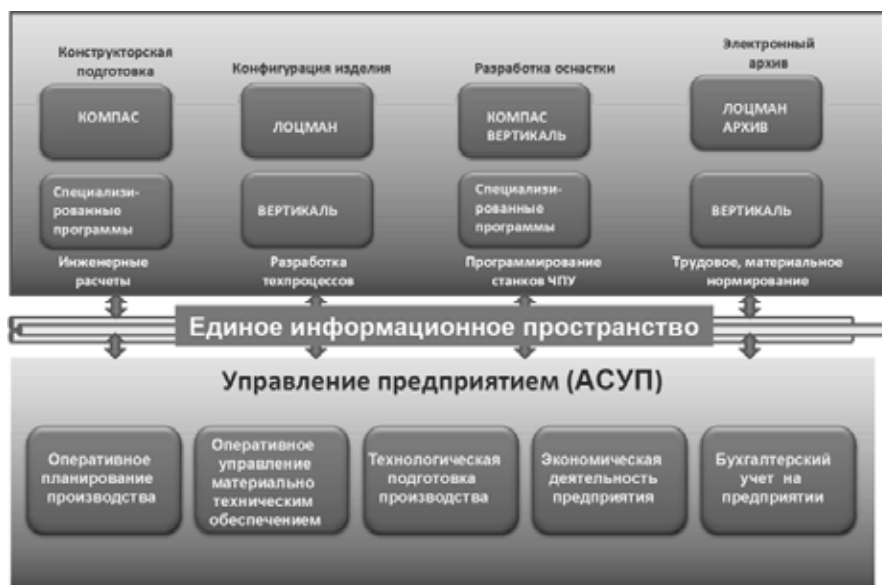 Конструкторская
подготовка
Конфигурация изделия
Разработка оснастки
Электронный
архив
КОМПАС
ЛОЦМАН
КОМПАС
ВЕРТИКАЛЬ
ЛОЦМАН
АРХИВ
Специализи-
рованные
программы
ВЕРТИКАЛЬ
Специализи-
рованные
программы
ВЕРТИКАЛЬ
Инженерные
расчеты
Разработка
техпроцессов
Программирование
станков ЧПУ
Трудовое, материальное
нормирование
Единое информационное пространство
Управление предприятием (АСУП)
Оперативное
планирование
производства
Оперативное
управление
материально
техническим
обеспечением
Технологическая
подготовка
производства
Экономическая
деятельность
предприятия
Бухгалтерский
учет на
предприятии